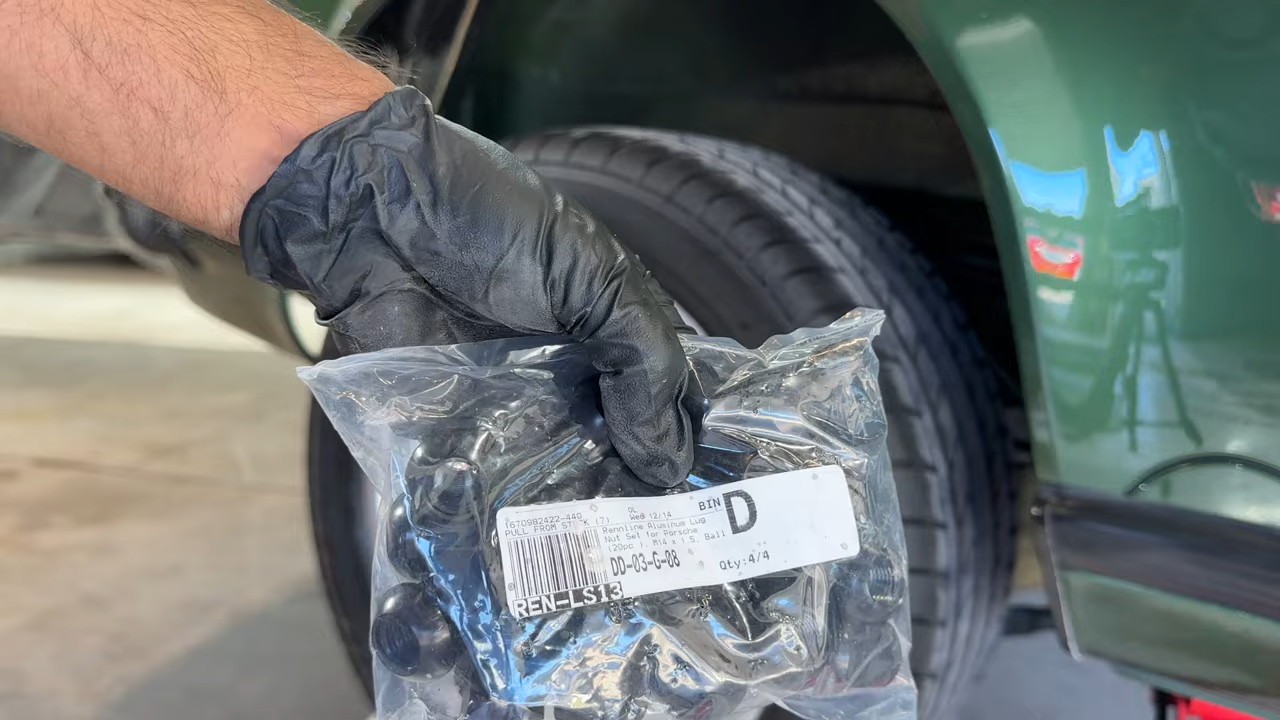 1670982422-440 OL BIN D
PULL FROM ST K (7) Wed 12/14
Rennline Aluminum Lug
Nut Set for Porsche
(20pc ), M14 x 1.5, Ball
DD-03-G-08 Qty:4/4
REN-LS13